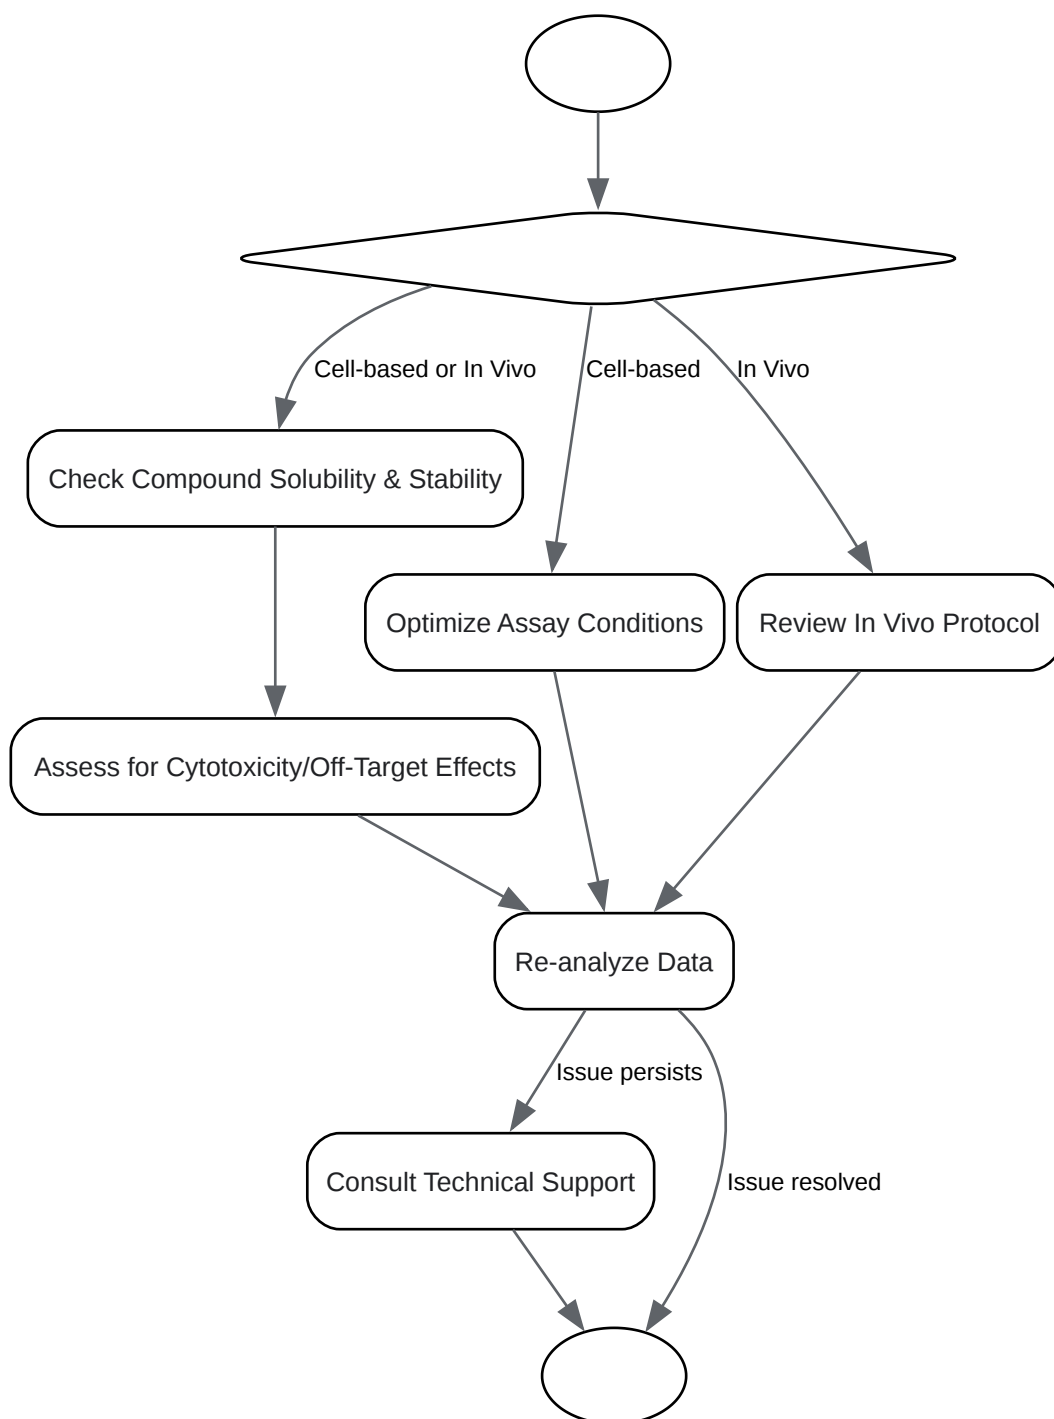 Cell-based or In Vivo
Cell-based
In Vivo
Check Compound Solubility & Stability
Optimize Assay Conditions
Review In Vivo Protocol
Assess for Cytotoxicity/Off-Target Effects
Re-analyze Data
Issue persists
Consult Technical Support
Issue resolved